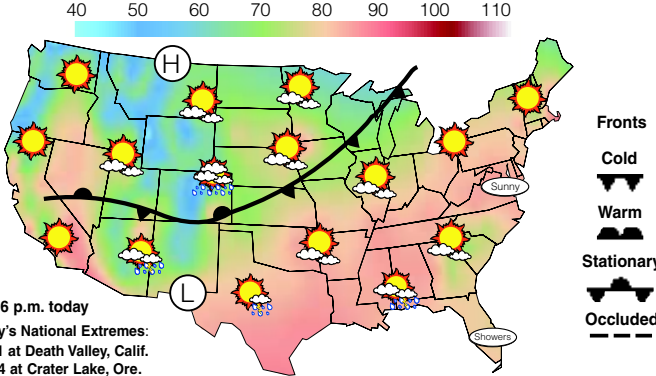 40 50 60 70 80 90 100 110
H
Fronts
Cold
Warm
Stationary
Occluded
Sunny
L
6 p.m. today
y's National Extremes:
1 at Death Valley, Calif.
4 at Crater Lake, Ore.
Showers